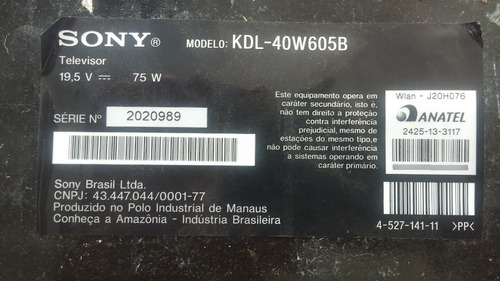 SONY® MODELO: KDL-40W605B
Televisor
19,5 V ⎓ 75 W
SÉRIE Nº 2020989
Sony Brasil Ltda.
CNPJ: 43.447.044/0001-77
Produzido no Polo Industrial de Manaus
Conheça a Amazônia - Indústria Brasileira
Este equipamento opera em
caráter secundário, isto é,
não tem direito a proteção
contra interferência
prejudicial, mesmo de
estações do mesmo tipo,e
não pode causar interferência
a sistemas operando em
caráter primário.
Wlan - J20H076
ANATEL
2425-13-3117
4-527-141-11 >PP<